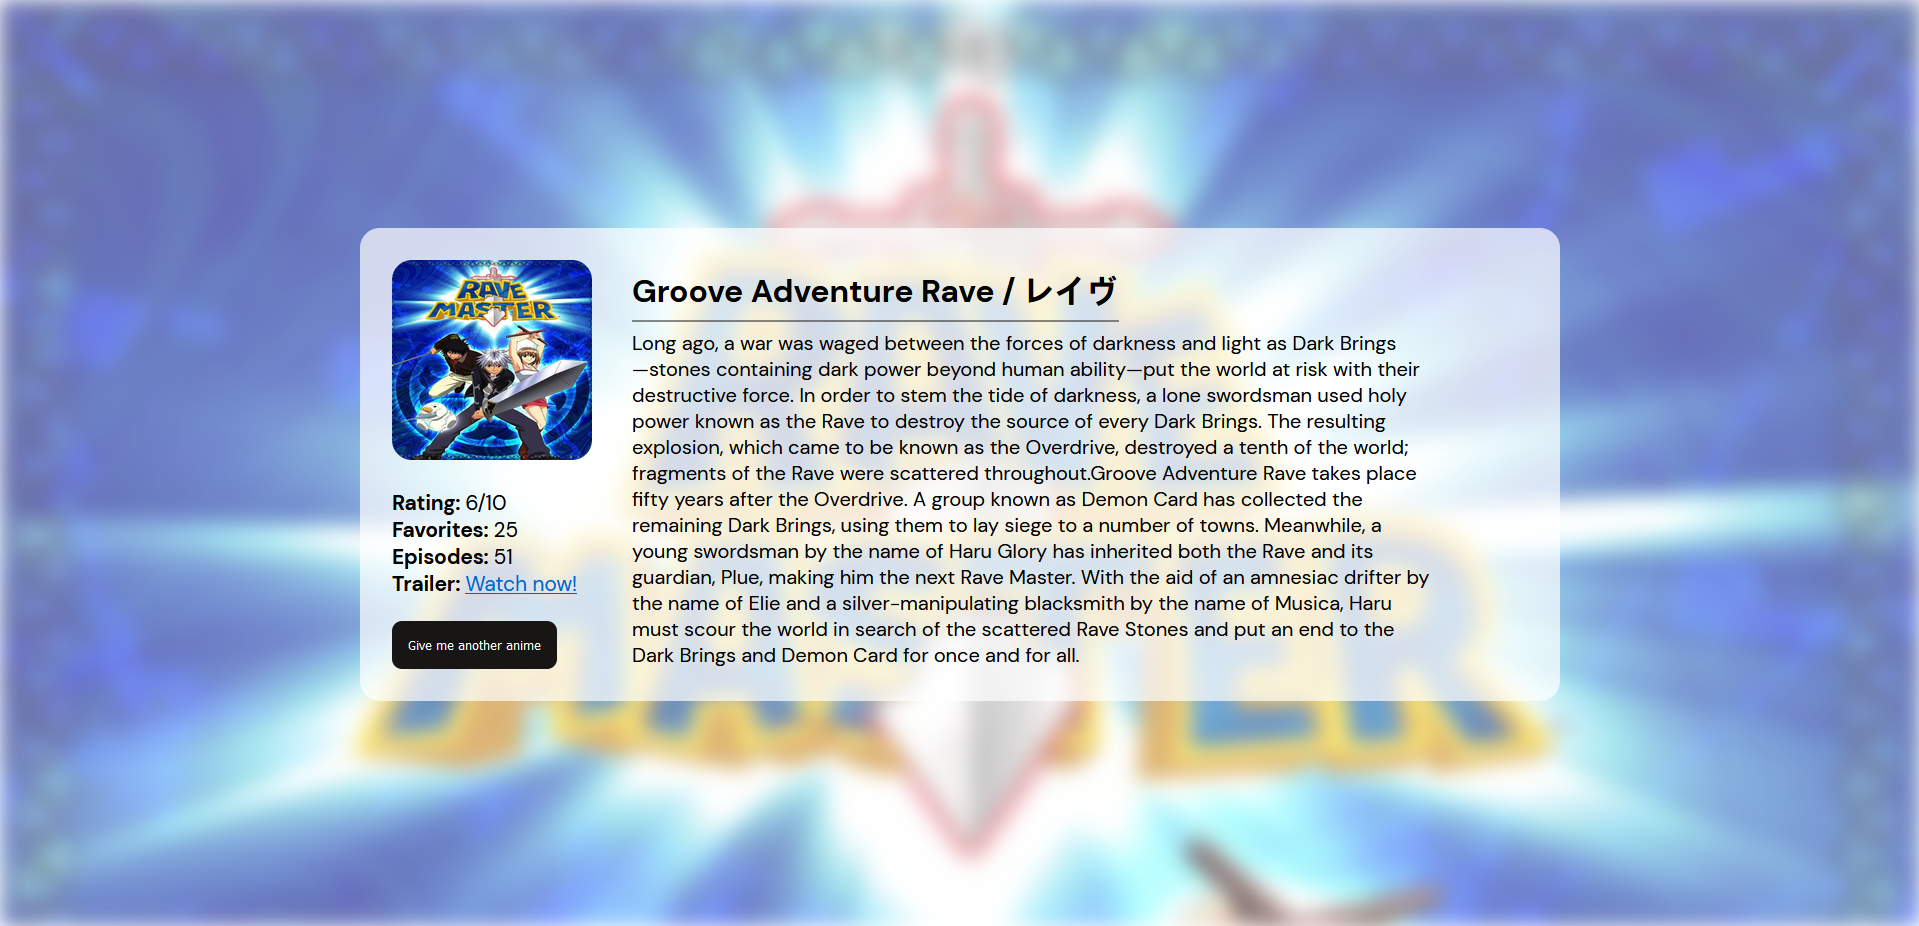 RAVE
MASTER
Groove Adventure Rave / レイヴ
Long ago, a war was waged between the forces of darkness and light as Dark Brings
—stones containing dark power beyond human ability—put the world at risk with their
destructive force. In order to stem the tide of darkness, a lone swordsman used holy
power known as the Rave to destroy the source of every Dark Brings. The resulting
explosion, which came to be known as the Overdrive, destroyed a tenth of the world;
fragments of the Rave were scattered throughout.Groove Adventure Rave takes place
fifty years after the Overdrive. A group known as Demon Card has collected the
remaining Dark Brings, using them to lay siege to a number of towns. Meanwhile, a
young swordsman by the name of Haru Glory has inherited both the Rave and its
guardian, Plue, making him the next Rave Master. With the aid of an amnesiac drifter by
the name of Elie and a silver-manipulating blacksmith by the name of Musica, Haru
must scour the world in search of the scattered Rave Stones and put an end to the
Dark Brings and Demon Card for once and for all.
Rating: 6/10
Favorites: 25
Episodes: 51
Trailer: Watch now!
Give me another anime